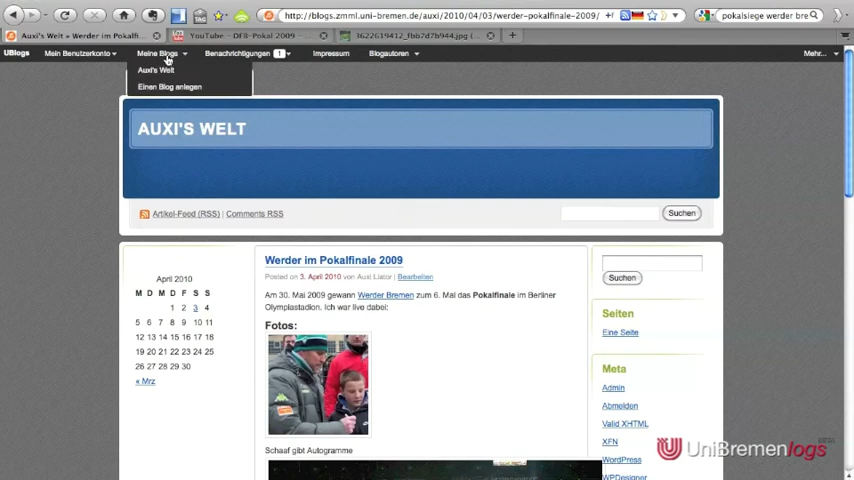 http://blogs.zmml.uni-bremen.de/auxi/2010/04/03/werder-pokalfinale-2009/
pokalsiege werder bre
Auxi's Welt » Werder im Pokalfi...
YouTube - DFB-Pokal 2009 - ...
3622619412_fbb7d7b944.jpg (...
UBlogs
Mein Benutzerkonto
Meine Blogs
Benachrichtigungen !
Impressum
Blogautoren
Mehr...
Auxi's Welt
Einen Blog anlegen
AUXI'S WELT
Artikel-Feed (RSS) | Comments RSS
Suchen
April 2010
M D M D F S S
1 2 3 4
5 6 7 8 9 10 11
12 13 14 15 16 17 18
19 20 21 22 23 24 25
26 27 28 29 30
« Mrz
Werder im Pokalfinale 2009
Posted on 3. April 2010 von Auxi Liator | Bearbeiten
Am 30. Mai 2009 gewann Werder Bremen zum 6. Mal das Pokalfinale im Berliner
Olympiastadion. Ich war live dabei:
Fotos:
Schaaf gibt Autogramme
Suchen
Seiten
Eine Seite
Meta
Admin
Abmelden
Valid XHTML
XFN
WordPress
WPDesigner
UniBremenlogs
BETA